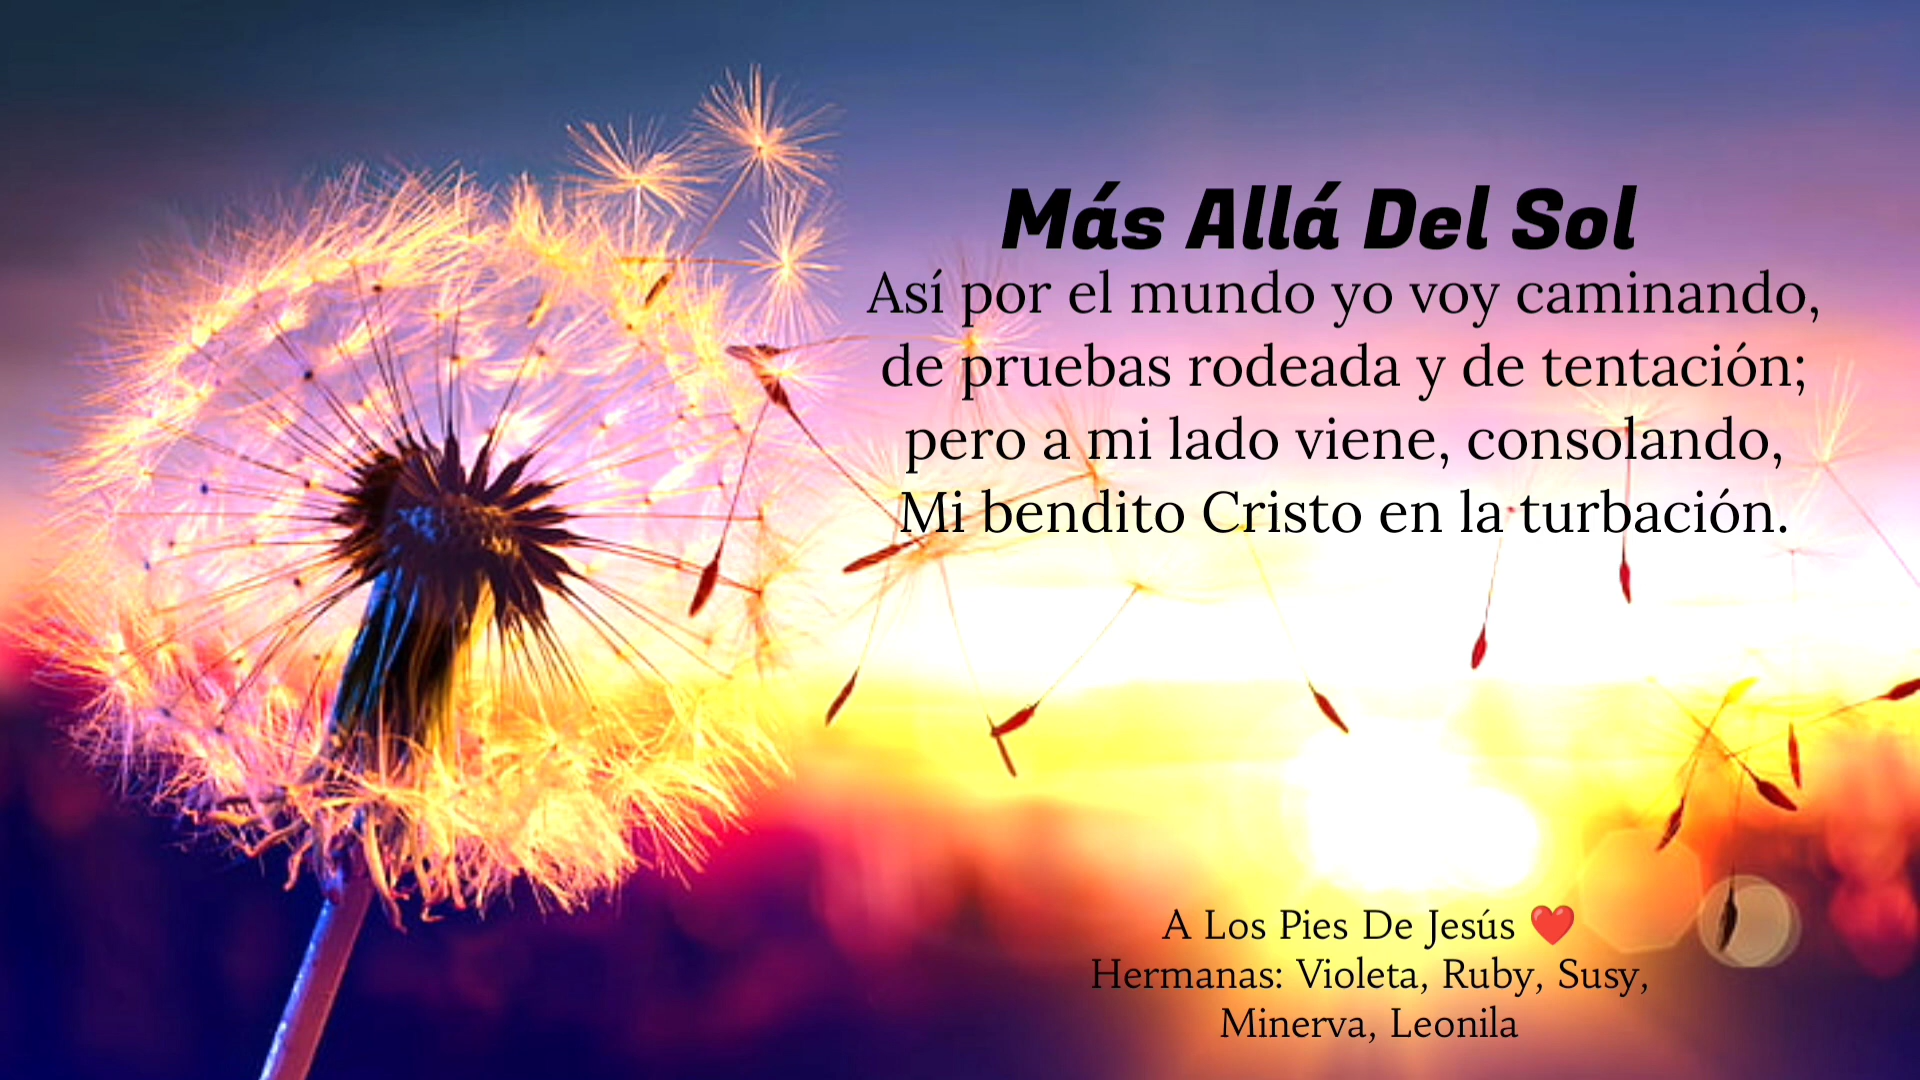 Más Allá Del Sol
Así por el mundo yo voy caminando,
de pruebas rodeada y de tentación;
pero a mi lado viene, consolando,
Mi bendito Cristo en la turbación.
A Los Pies De Jesús ❤️
Hermanas: Violeta, Ruby, Susy,
Minerva, Leonila